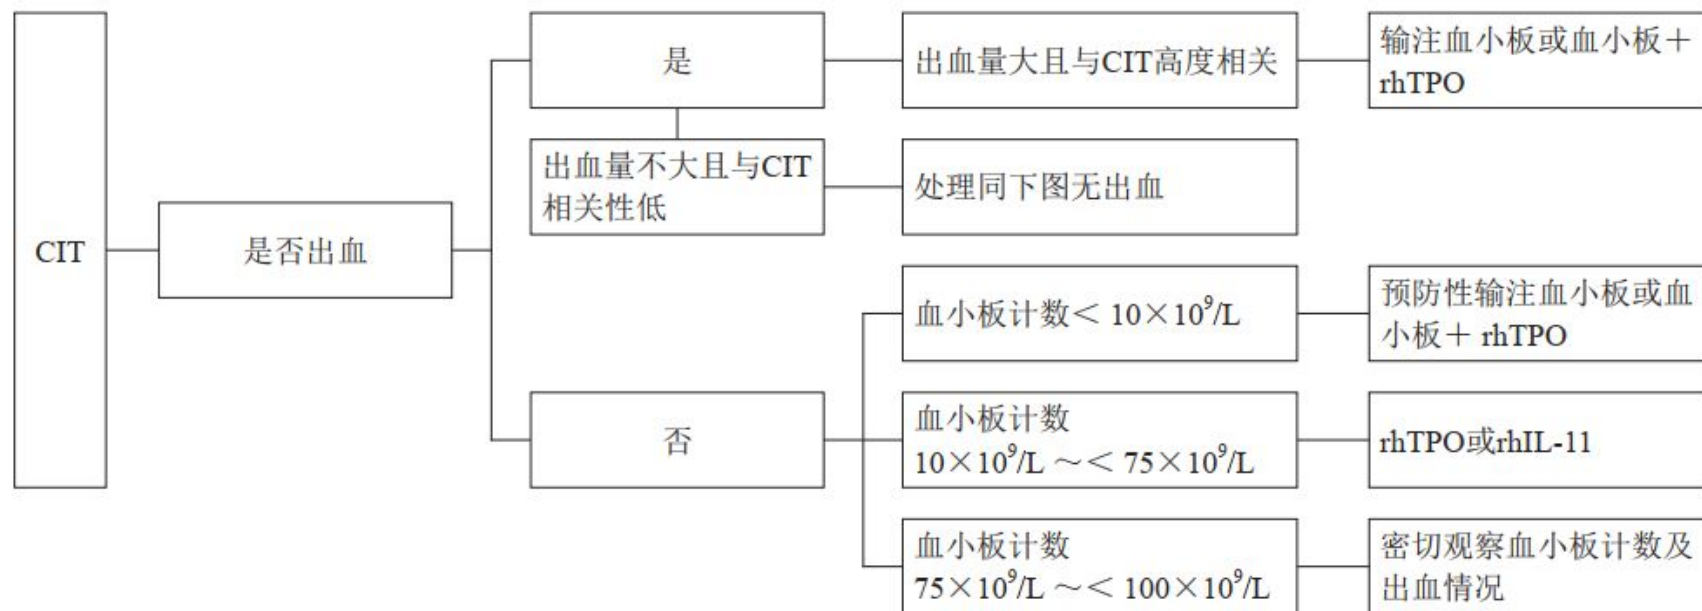 CIT
是否出血
是
出血量大且与CIT高度相关
输注血小板或血小板＋
rhTPO
出血量不大且与CIT
相关性低
处理同下图无出血
否
血小板计数＜ 10×10⁹/L
预防性输注血小板或血
小板＋ rhTPO
血小板计数
10×10⁹/L ～＜ 75×10⁹/L
rhTPO或rhIL-11
血小板计数
75×10⁹/L ～＜ 100×10⁹/L
密切观察血小板计数及
出血情况